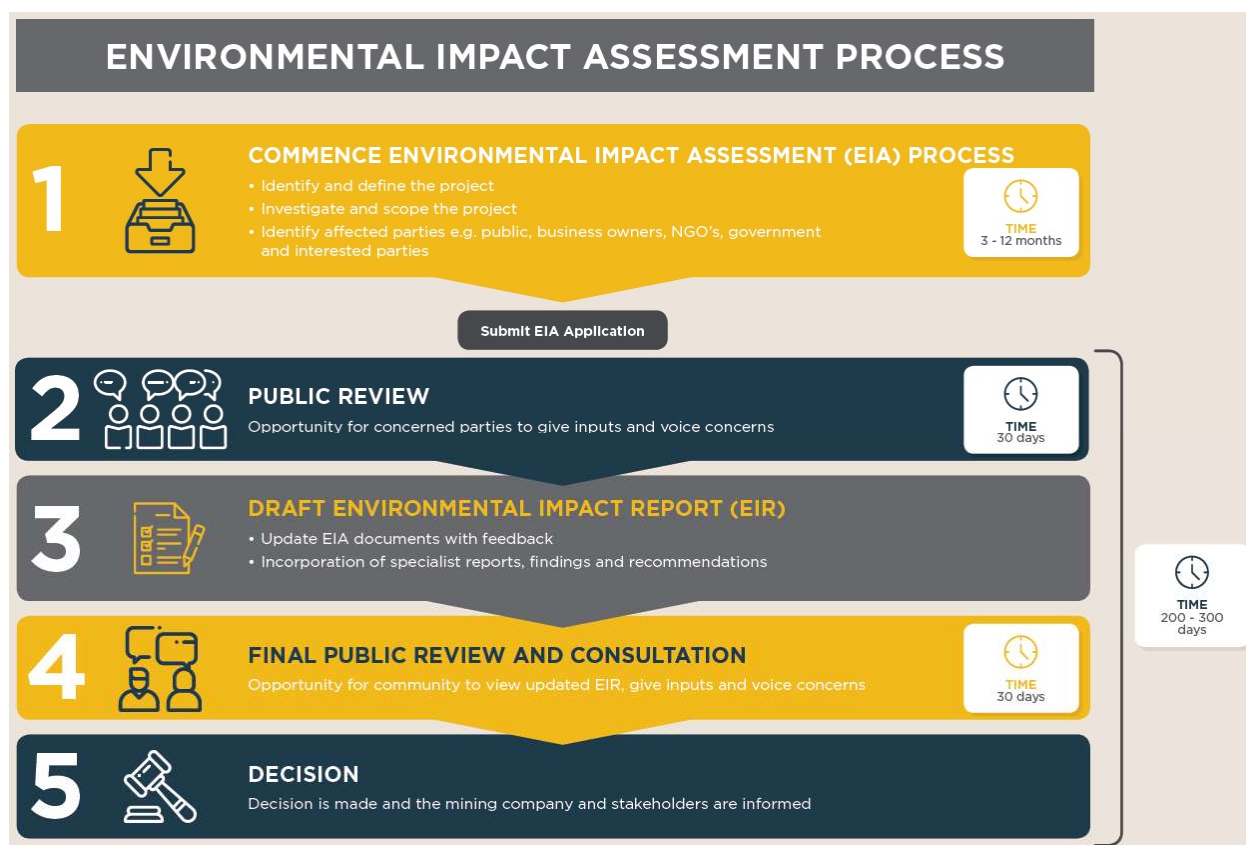 ENVIRONMENTAL IMPACT ASSESSMENT PROCESS
1
COMMENCE ENVIRONMENTAL IMPACT ASSESSMENT (EIA) PROCESS
• Identify and define the project
• Investigate and scope the project
• Identify affected parties e.g. public, business owners, NGO's, government
and interested parties
TIME
3 - 12 months
Submit EIA Application
2
PUBLIC REVIEW
Opportunity for concerned parties to give inputs and voice concerns
TIME
30 days
3
DRAFT ENVIRONMENTAL IMPACT REPORT (EIR)
• Update EIA documents with feedback
• Incorporation of specialist reports, findings and recommendations
4
FINAL PUBLIC REVIEW AND CONSULTATION
Opportunity for community to view updated EIR, give inputs and voice concerns
TIME
30 days
5
DECISION
Decision is made and the mining company and stakeholders are informed
TIME
200 - 300
days